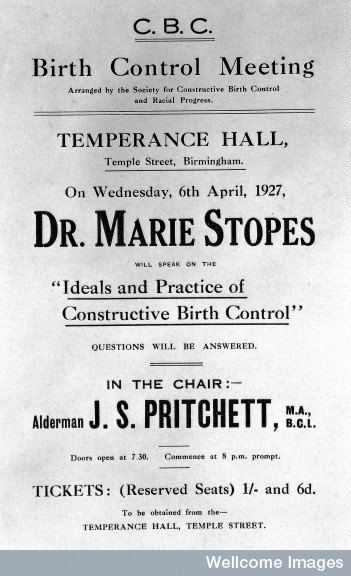 C. B. C.
Birth Control Meeting
Arranged by the Society for Constructive Birth Control
and Racial Progress.
TEMPERANCE HALL,
Temple Street, Birmingham.
On Wednesday, 6th April, 1927,
DR. MARIE STOPES
WILL SPEAK ON THE
"Ideals and Practice of
Constructive Birth Control"
QUESTIONS WILL BE ANSWERED.
IN THE CHAIR:—
Alderman J. S. PRITCHETT, M.A., B.C.L.
Doors open at 7.30. Commence at 8 p.m. prompt.
TICKETS: (Reserved Seats) 1/- and 6d.
To be obtained from the—
TEMPERANCE HALL, TEMPLE STREET.
Wellcome Images